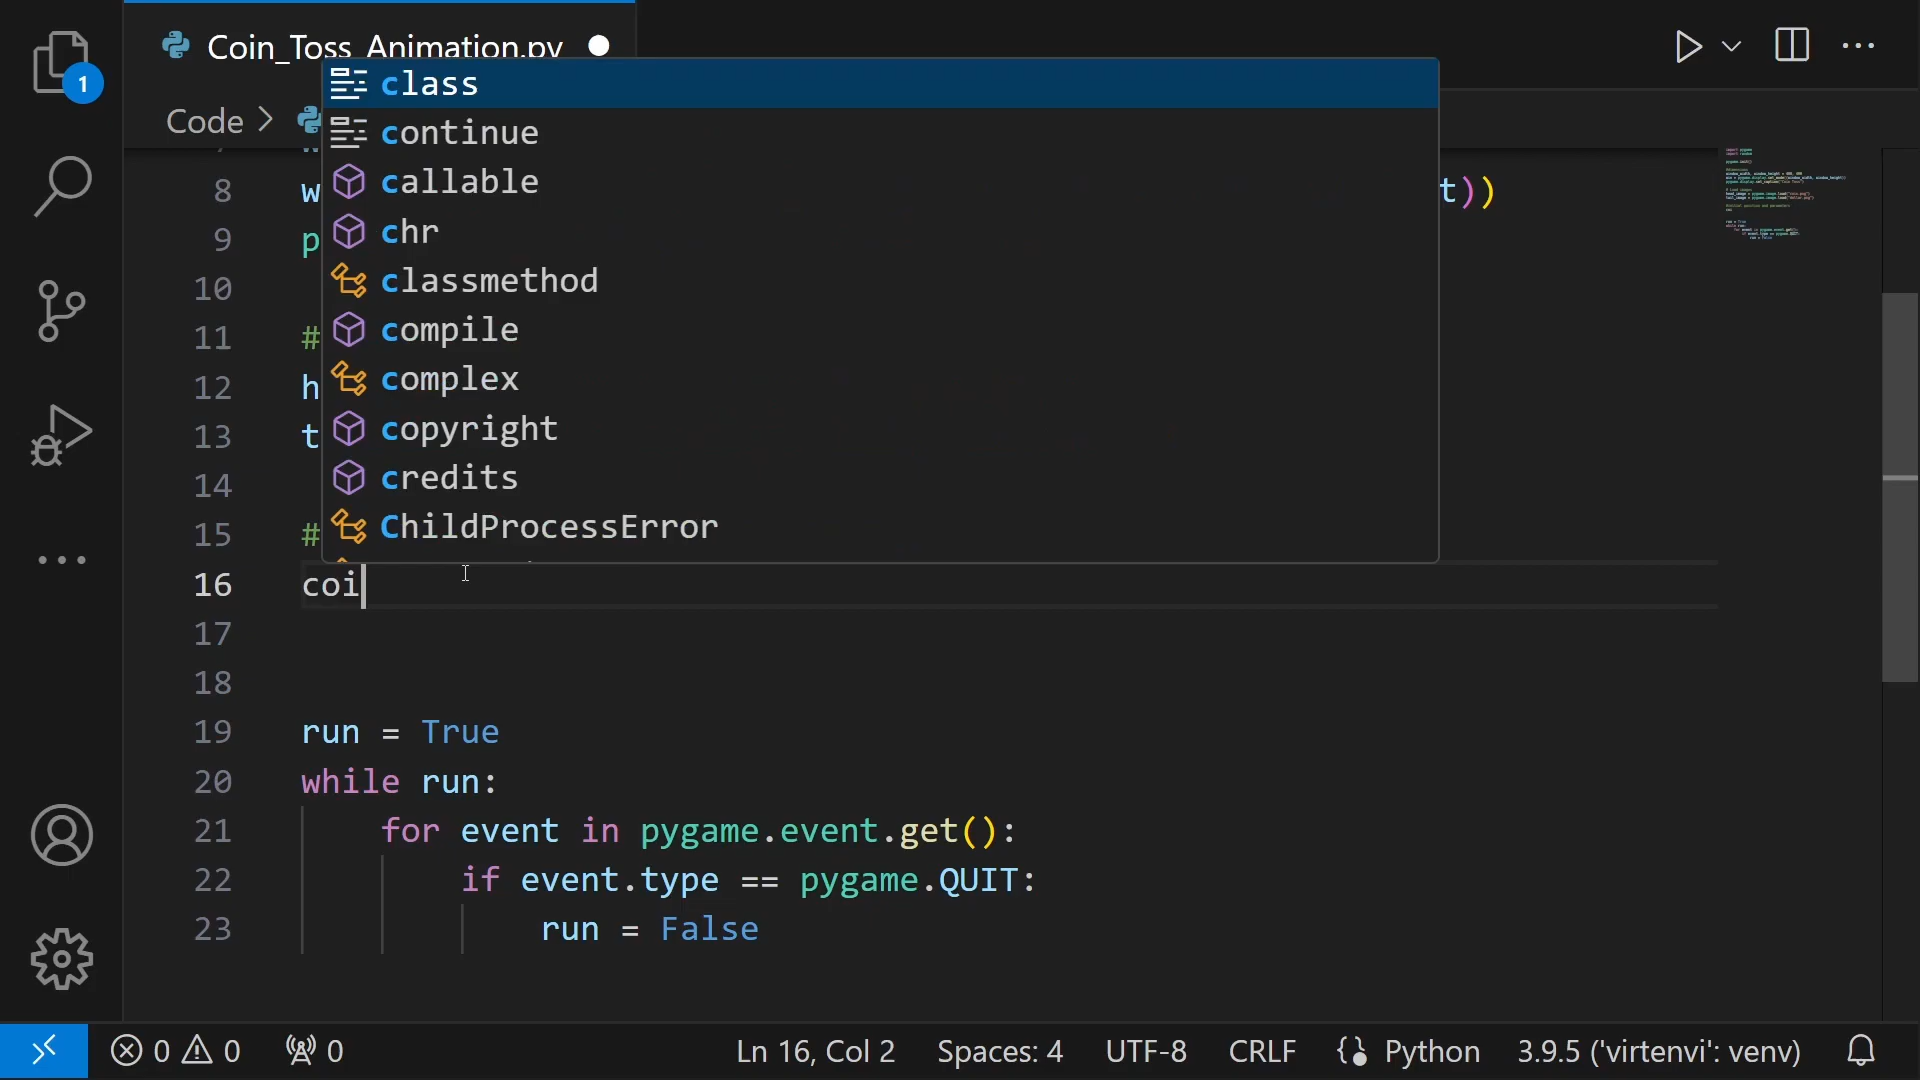 1
Coin_Toss_Animation.py
Code
class
continue
callable
chr
classmethod
compile
complex
copyright
credits
ChildProcessError
8 w t))
9 p
10
11 #
12 h
13 t
14
15 #
16 coi
17
18
19 run = True
20 while run:
21 for event in pygame.event.get():
22 if event.type == pygame.QUIT:
23 run = False
0 0 0 Ln 16, Col 2 Spaces: 4 UTF-8 CRLF Python 3.9.5 ('virtenvi': venv)